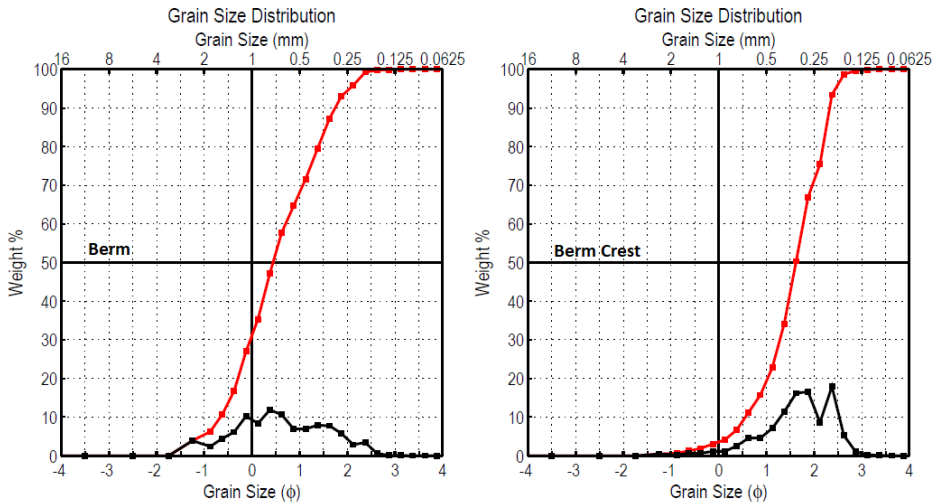 Grain Size Distribution
Grain Size (mm)
16 8 4 2 1 0.5 0.25 0.125 0.0625
100
90
80
70
60
50
40
30
20
10
0
Weight %
Berm
-4 -3 -2 -1 0 1 2 3 4
Grain Size (ϕ)
Grain Size Distribution
Grain Size (mm)
16 8 4 2 1 0.5 0.25 0.125 0.0625
100
90
80
70
60
50
40
30
20
10
0
Weight %
Berm Crest
-4 -3 -2 -1 0 1 2 3 4
Grain Size (ϕ)